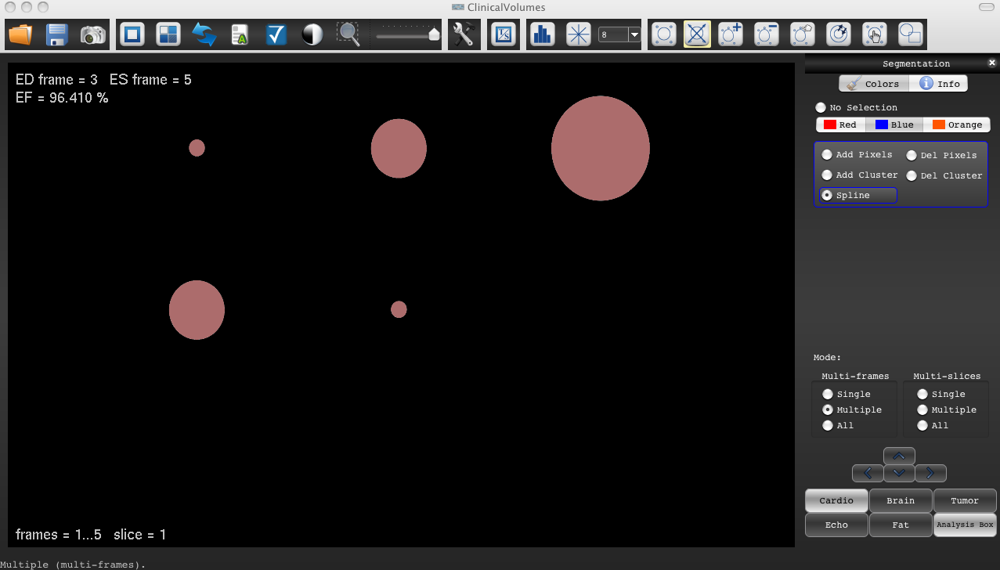 ClinicalVolumes
8
Segmentation
Colors Info
ED frame = 3 ES frame = 5
EF = 96.410 %
No Selection
Red Blue Orange
Add Pixels Del Pixels
Add Cluster Del Cluster
Spline
Mode:
Multi-frames Multi-slices
Single Single
Multiple Multiple
All All
Cardio Brain Tumor
Echo Fat Analysis Box
frames = 1...5 slice = 1
Multiple (multi-frames).